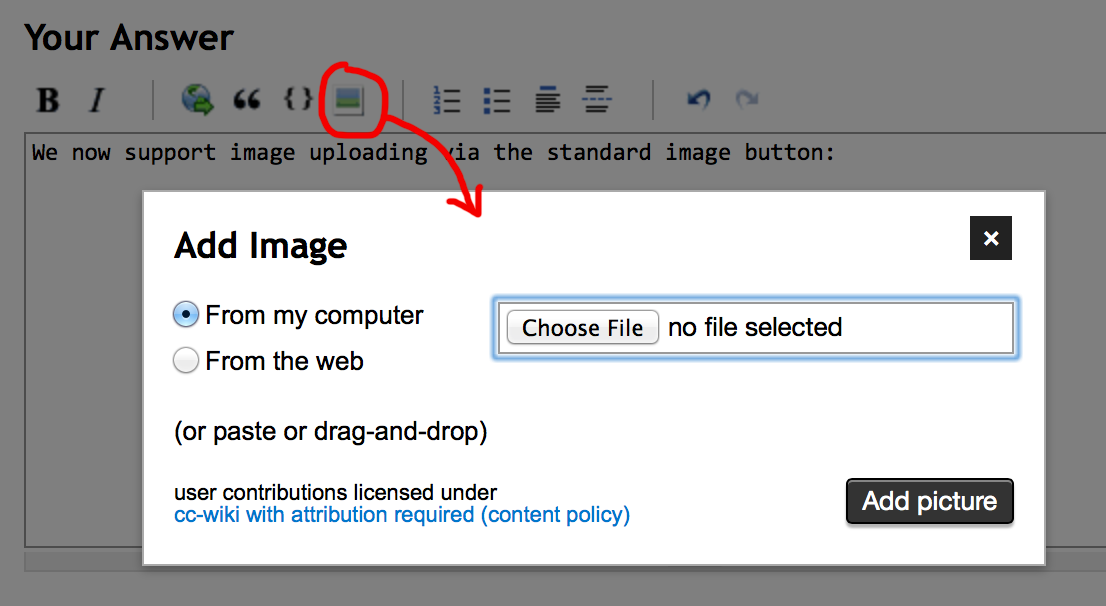 Your Answer
B I “ {}
We now support image uploading via the standard image button:
Add Image
×
From my computer
Choose File no file selected
From the web
(or paste or drag-and-drop)
user contributions licensed under
cc-wiki with attribution required (content policy)
Add picture